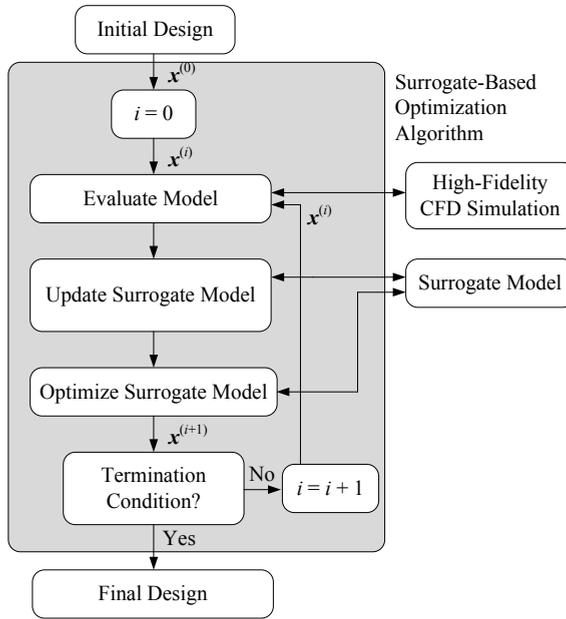 Initial Design
x(0)
i = 0
Surrogate-Based
Optimization
Algorithm
x(i)
Evaluate Model
High-Fidelity
CFD Simulation
x(i)
Update Surrogate Model
Surrogate Model
Optimize Surrogate Model
x(i+1)
Termination
Condition?
No
i = i + 1
Yes
Final Design